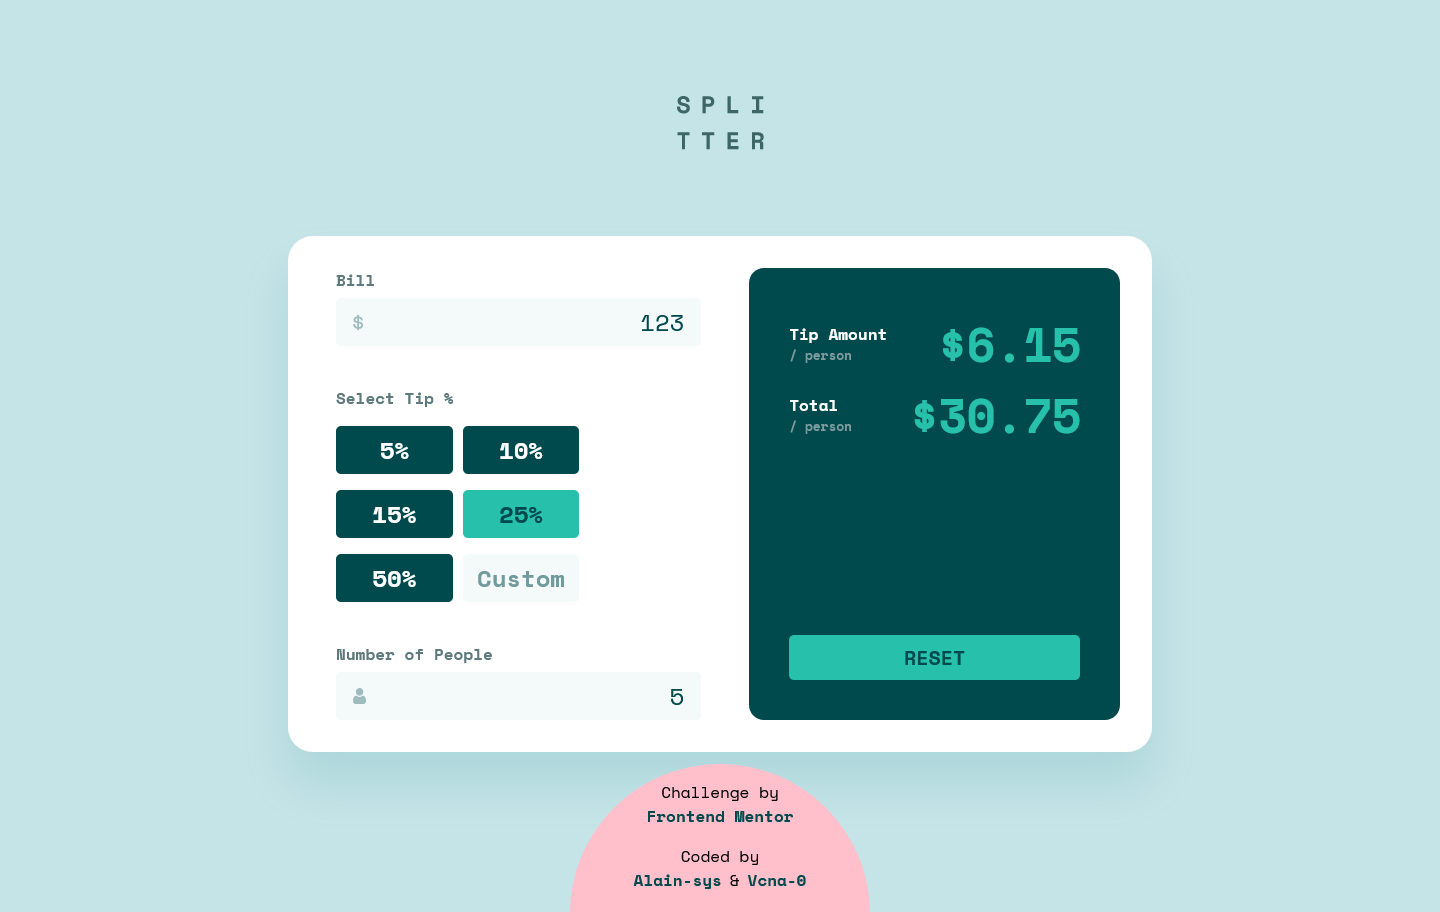 SPLI
TTER
Bill
$ 123
Select Tip %
5% 10%
15% 25%
50% Custom
Number of People
5
Tip Amount
/ person
$6.15
Total
/ person
$30.75
RESET
Challenge by
Frontend Mentor
Coded by
Alain-sys & Vcna-0